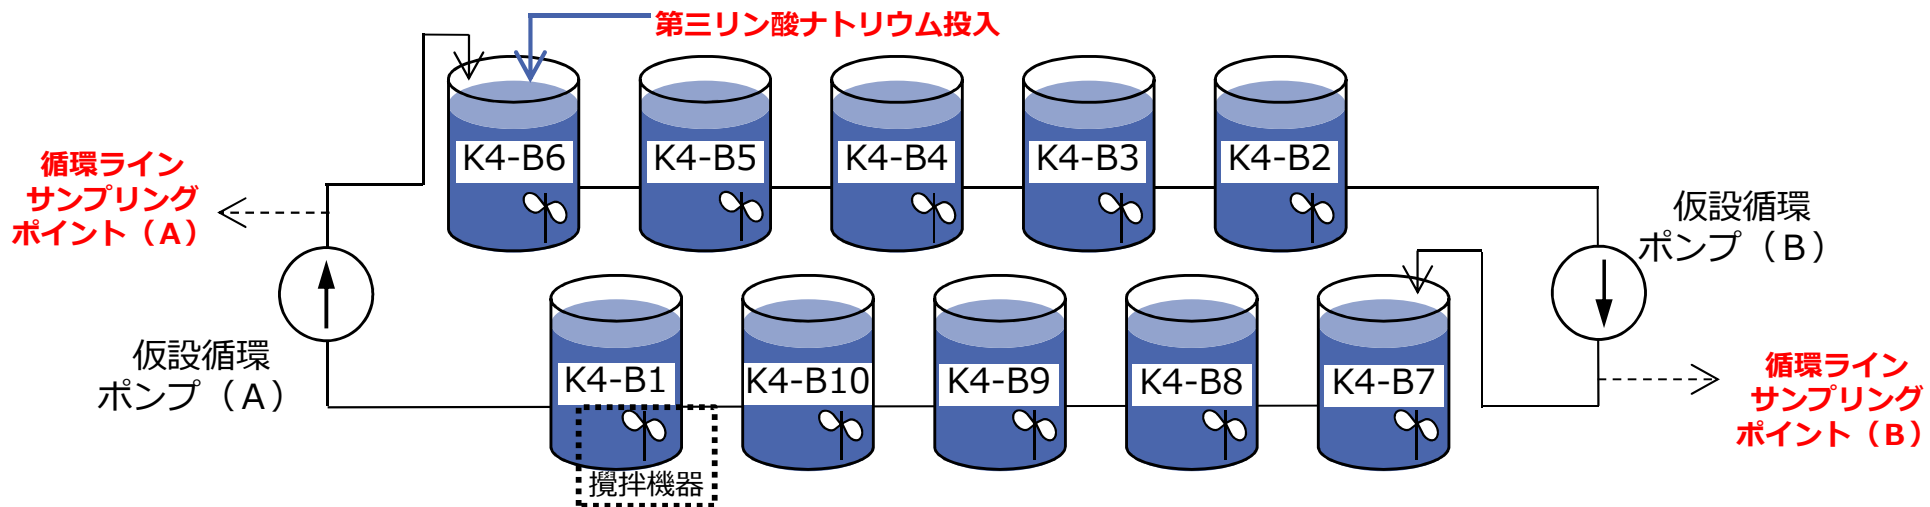 第三リン酸ナトリウム投入
K4-B6
K4-B5
K4-B4
K4-B3
K4-B2
循環ライン
サンプリング
ポイント（A）
仮設循環
ポンプ（B）
仮設循環
ポンプ（A）
K4-B1
K4-B10
K4-B9
K4-B8
K4-B7
循環ライン
サンプリング
ポイント（B）
攪拌機器